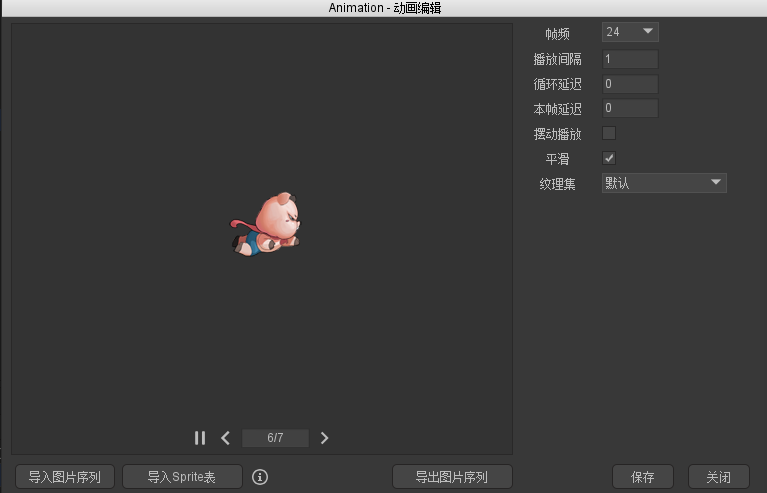 Animation - 动画编辑
帧频 24
播放间隔 1
循环延迟 0
本帧延迟 0
摆动播放
平滑
纹理集 默认
6/7
导入图片序列 导入Sprite表 导出图片序列 保存 关闭